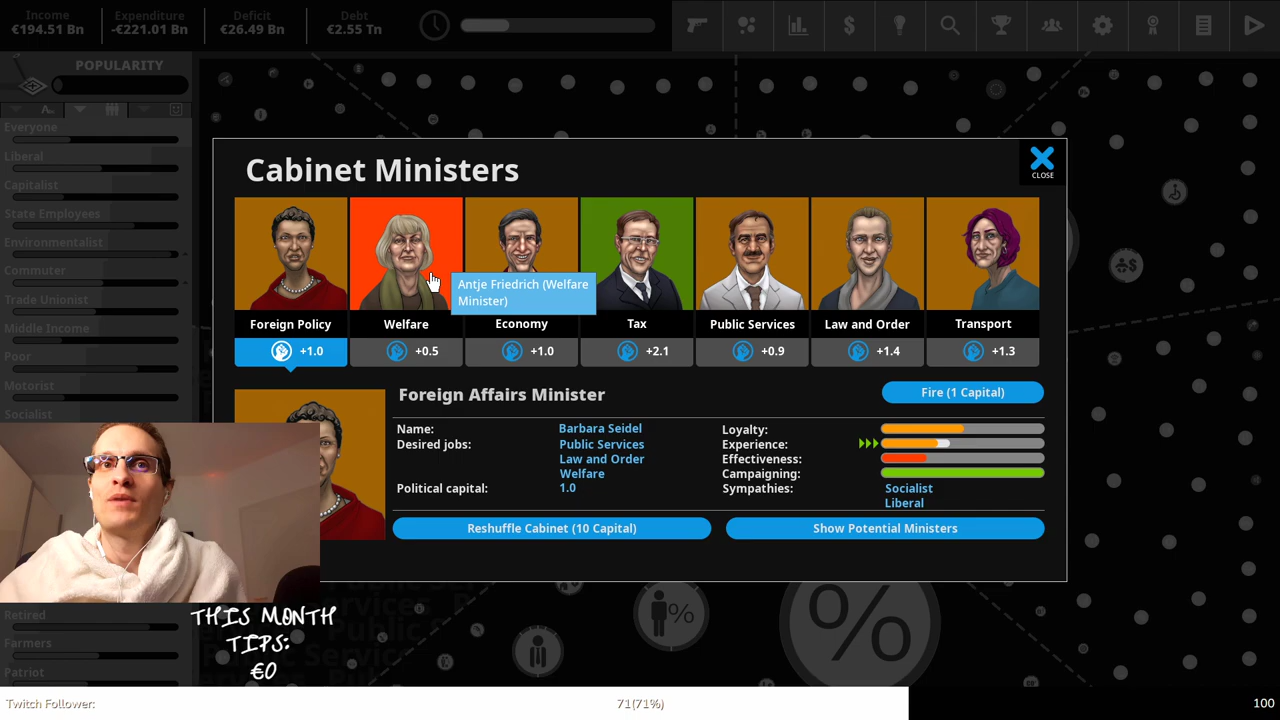 Income
Expenditure
Deficit
Debt
€194.51 Bn
-€221.01 Bn
€26.49 Bn
€2.55 Tn
POPULARITY
Everyone
Liberal
Capitalist
State Employees
Environmentalist
Commuter
Trade Unionist
Middle Income
Poor
Motorist
Socialist
Retired
Farmers
Patriot
Cabinet Ministers
CLOSE
Antje Friedrich (Welfare
Minister)
Foreign Policy
Welfare
Economy
Tax
Public Services
Law and Order
Transport
+1.0
+0.5
+1.0
+2.1
+0.9
+1.4
+1.3
Foreign Affairs Minister
Fire (1 Capital)
Name:
Barbara Seidel
Desired jobs:
Public Services
Law and Order
Welfare
Political capital:
1.0
Loyalty:
Experience:
Effectiveness:
Campaigning:
Sympathies:
Socialist
Liberal
Reshuffle Cabinet (10 Capital)
Show Potential Ministers
THIS MONTH
TIPS:
€0
%
%
Twitch Follower:
71(71%)
100